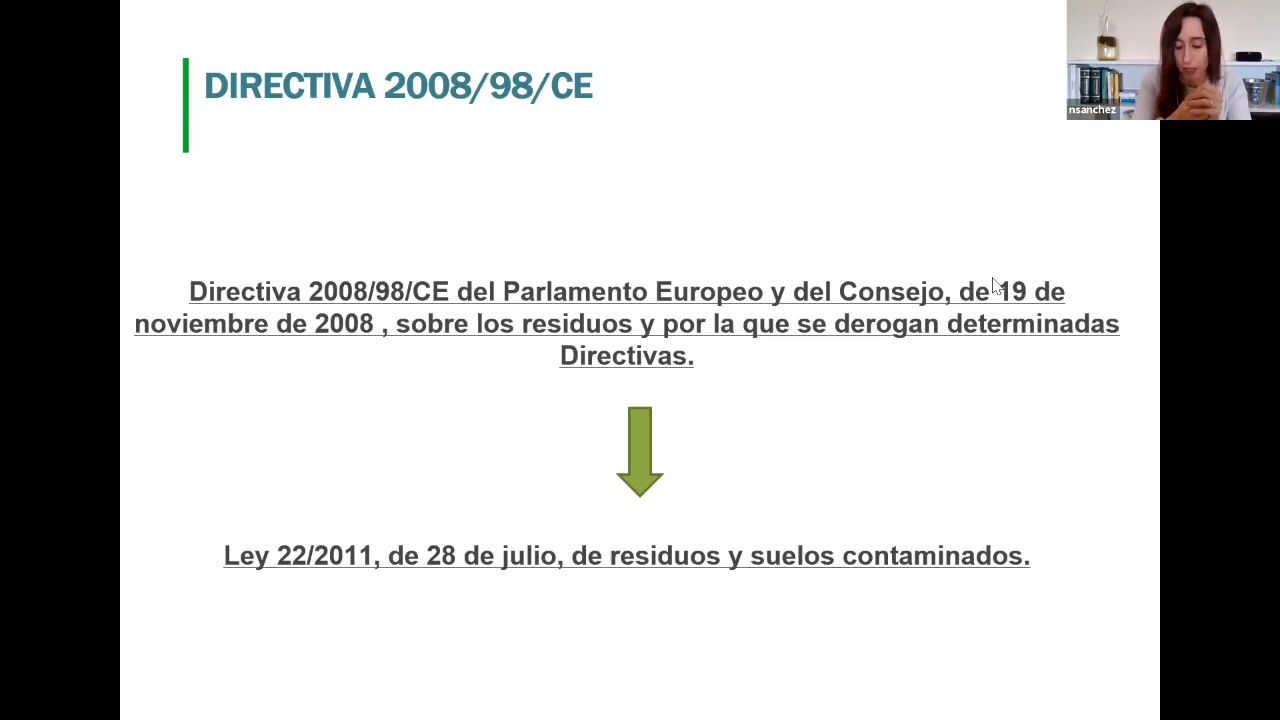 DIRECTIVA 2008/98/CE
nsanchez
Directiva 2008/98/CE del Parlamento Europeo y del Consejo, de 19 de
noviembre de 2008 , sobre los residuos y por la que se derogan determinadas
Directivas.
Ley 22/2011, de 28 de julio, de residuos y suelos contaminados.